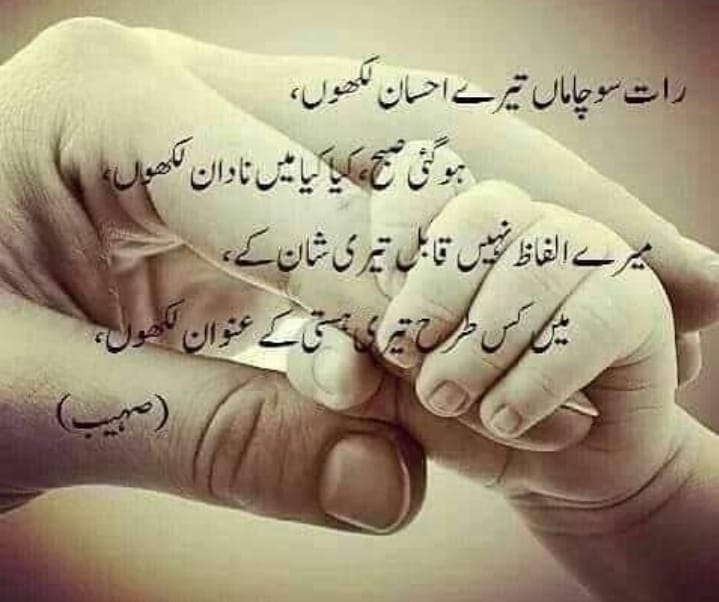 رات سوچا ماں تیرے احسان لکھوں،
ہو گئی صبح، کیا کیا میں نادان لکھوں،
میرے الفاظ نہیں قابل تیری شان کے،
میں کس طرح تیری ہستی کے عنوان لکھوں،
(صہیب)